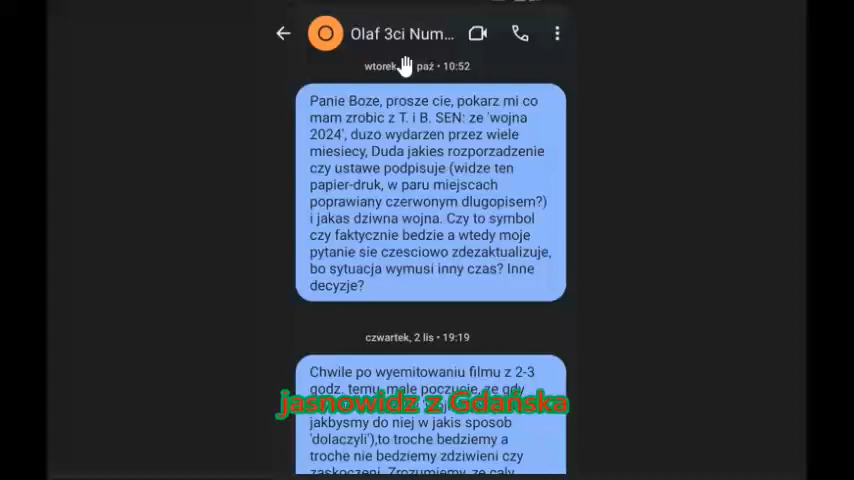 Olaf 3ci Num...
wtorek, paź • 10:52
Panie Boze, prosze cie, pokarz mi co
mam zrobic z T. i B. SEN: ze 'wojna
2024', duzo wydarzen przez wiele
miesiecy, Duda jakies rozporzadzenie
czy ustawe podpisuje (widze ten
papier-druk, w paru miejscach
poprawiany czerwonym dlugopisem?)
i jakas dziwna wojna. Czy to symbol
czy faktycznie bedzie a wtedy moje
pytanie sie czesciowo zdezaktualizuje,
bo sytuacja wymusi inny czas? Inne
decyzje?
czwartek, 2 lis • 19:19
Chwile po wyemitowaniu filmu z 2-3
godz. temu, male poczucie, ze gdy
jasnowidz z Gdańska
jakbysmy do niej w jakis sposob
'dolaczyli'),to troche bedziemy a
troche nie bedziemy zdziwieni czy
zaskoczeni. Zrozumiemy, ze caly